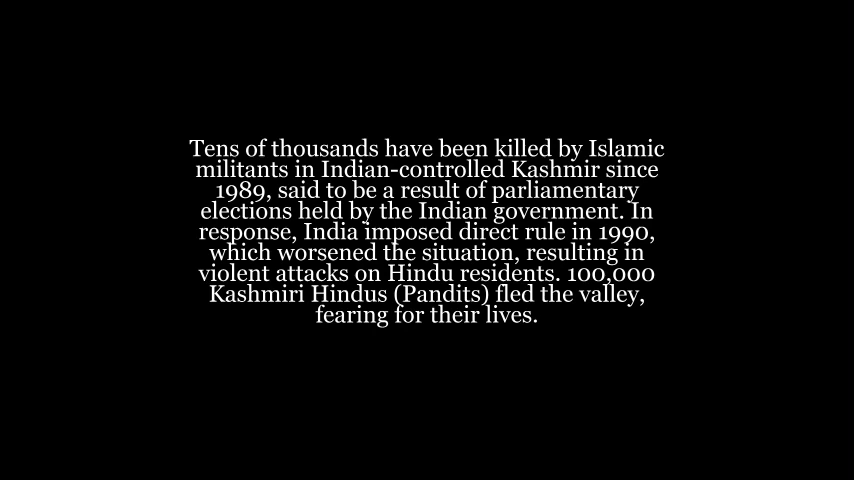 Tens of thousands have been killed by Islamic
militants in Indian-controlled Kashmir since
1989, said to be a result of parliamentary
elections held by the Indian government. In
response, India imposed direct rule in 1990,
which worsened the situation, resulting in
violent attacks on Hindu residents. 100,000
Kashmiri Hindus (Pandits) fled the valley,
fearing for their lives.